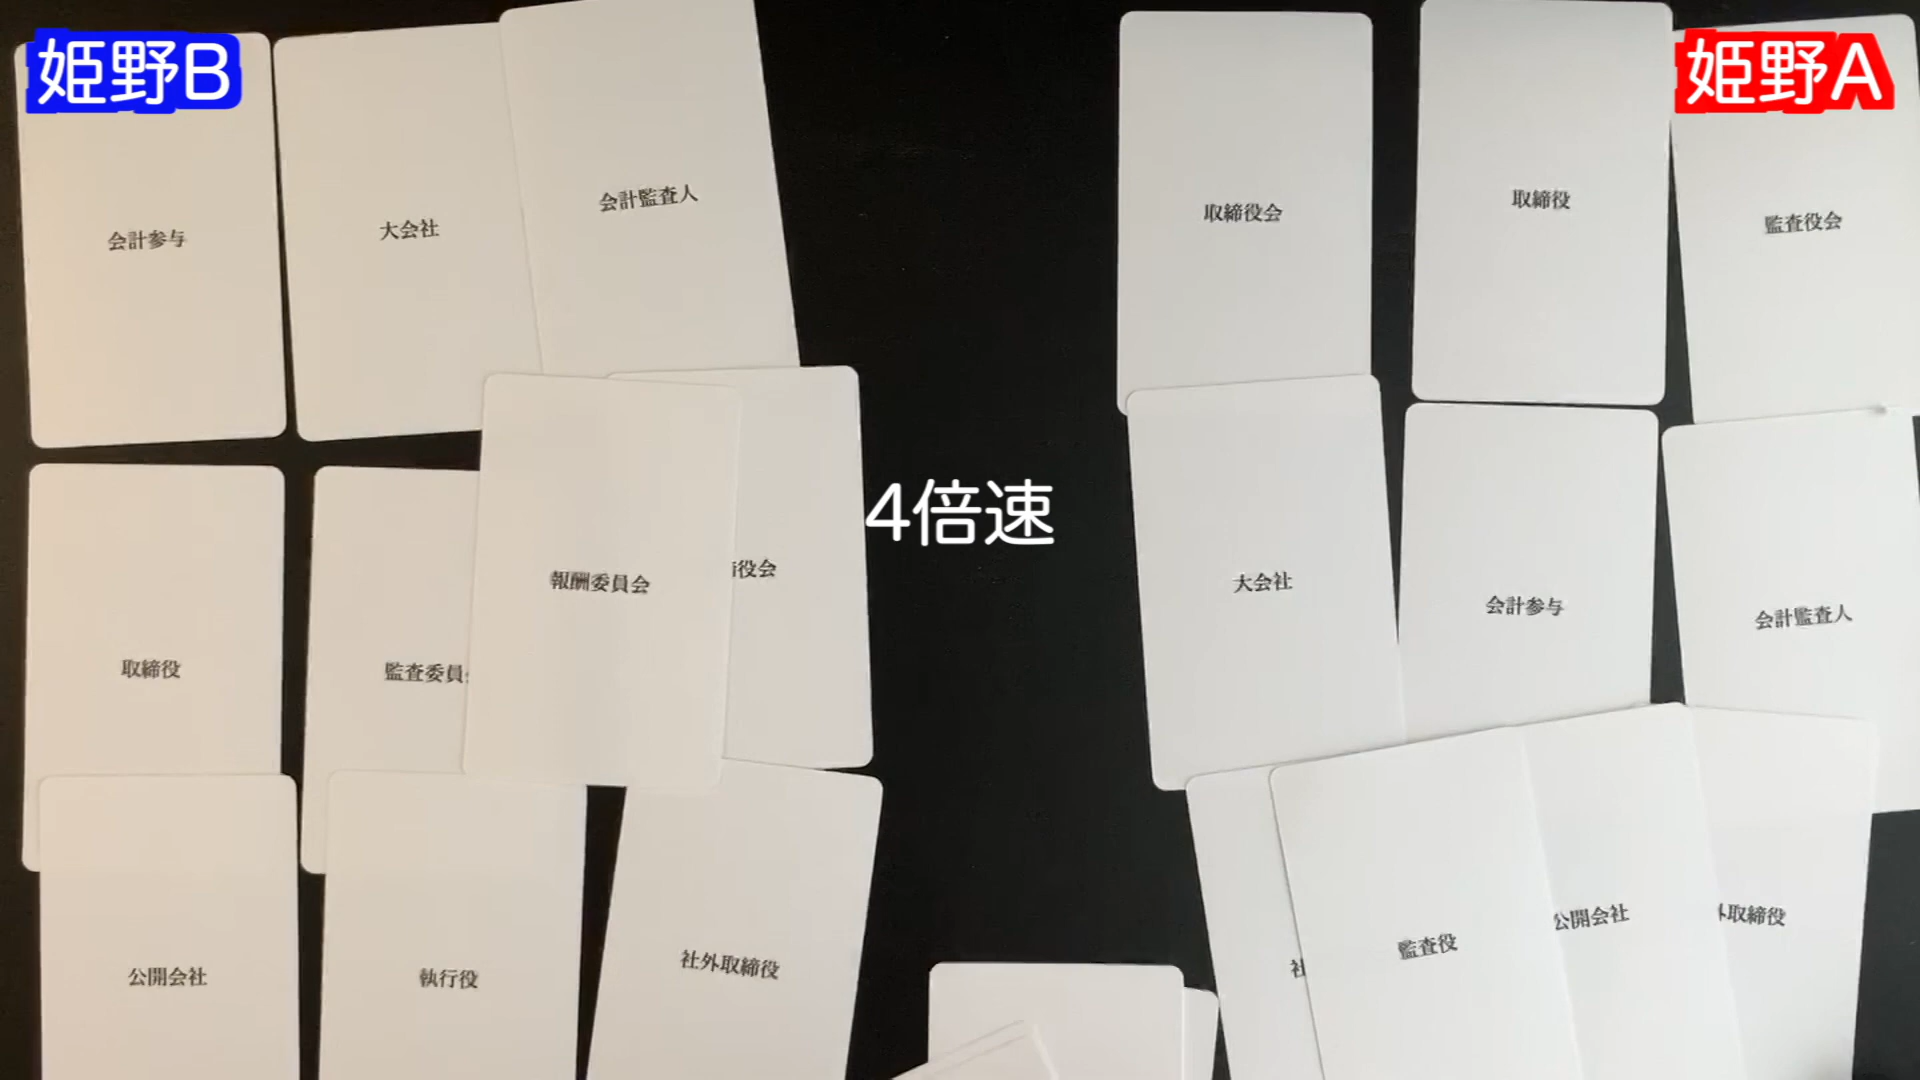 姫野B
姫野A
会計参与
大会社
会計監査人
取締役会
取締役
監査役会
報酬委員会
役会
4倍速
大会社
会計参与
会計監査人
取締役
監査委員
公開会社
執行役
社外取締役
社
監査役
公開会社
取締役